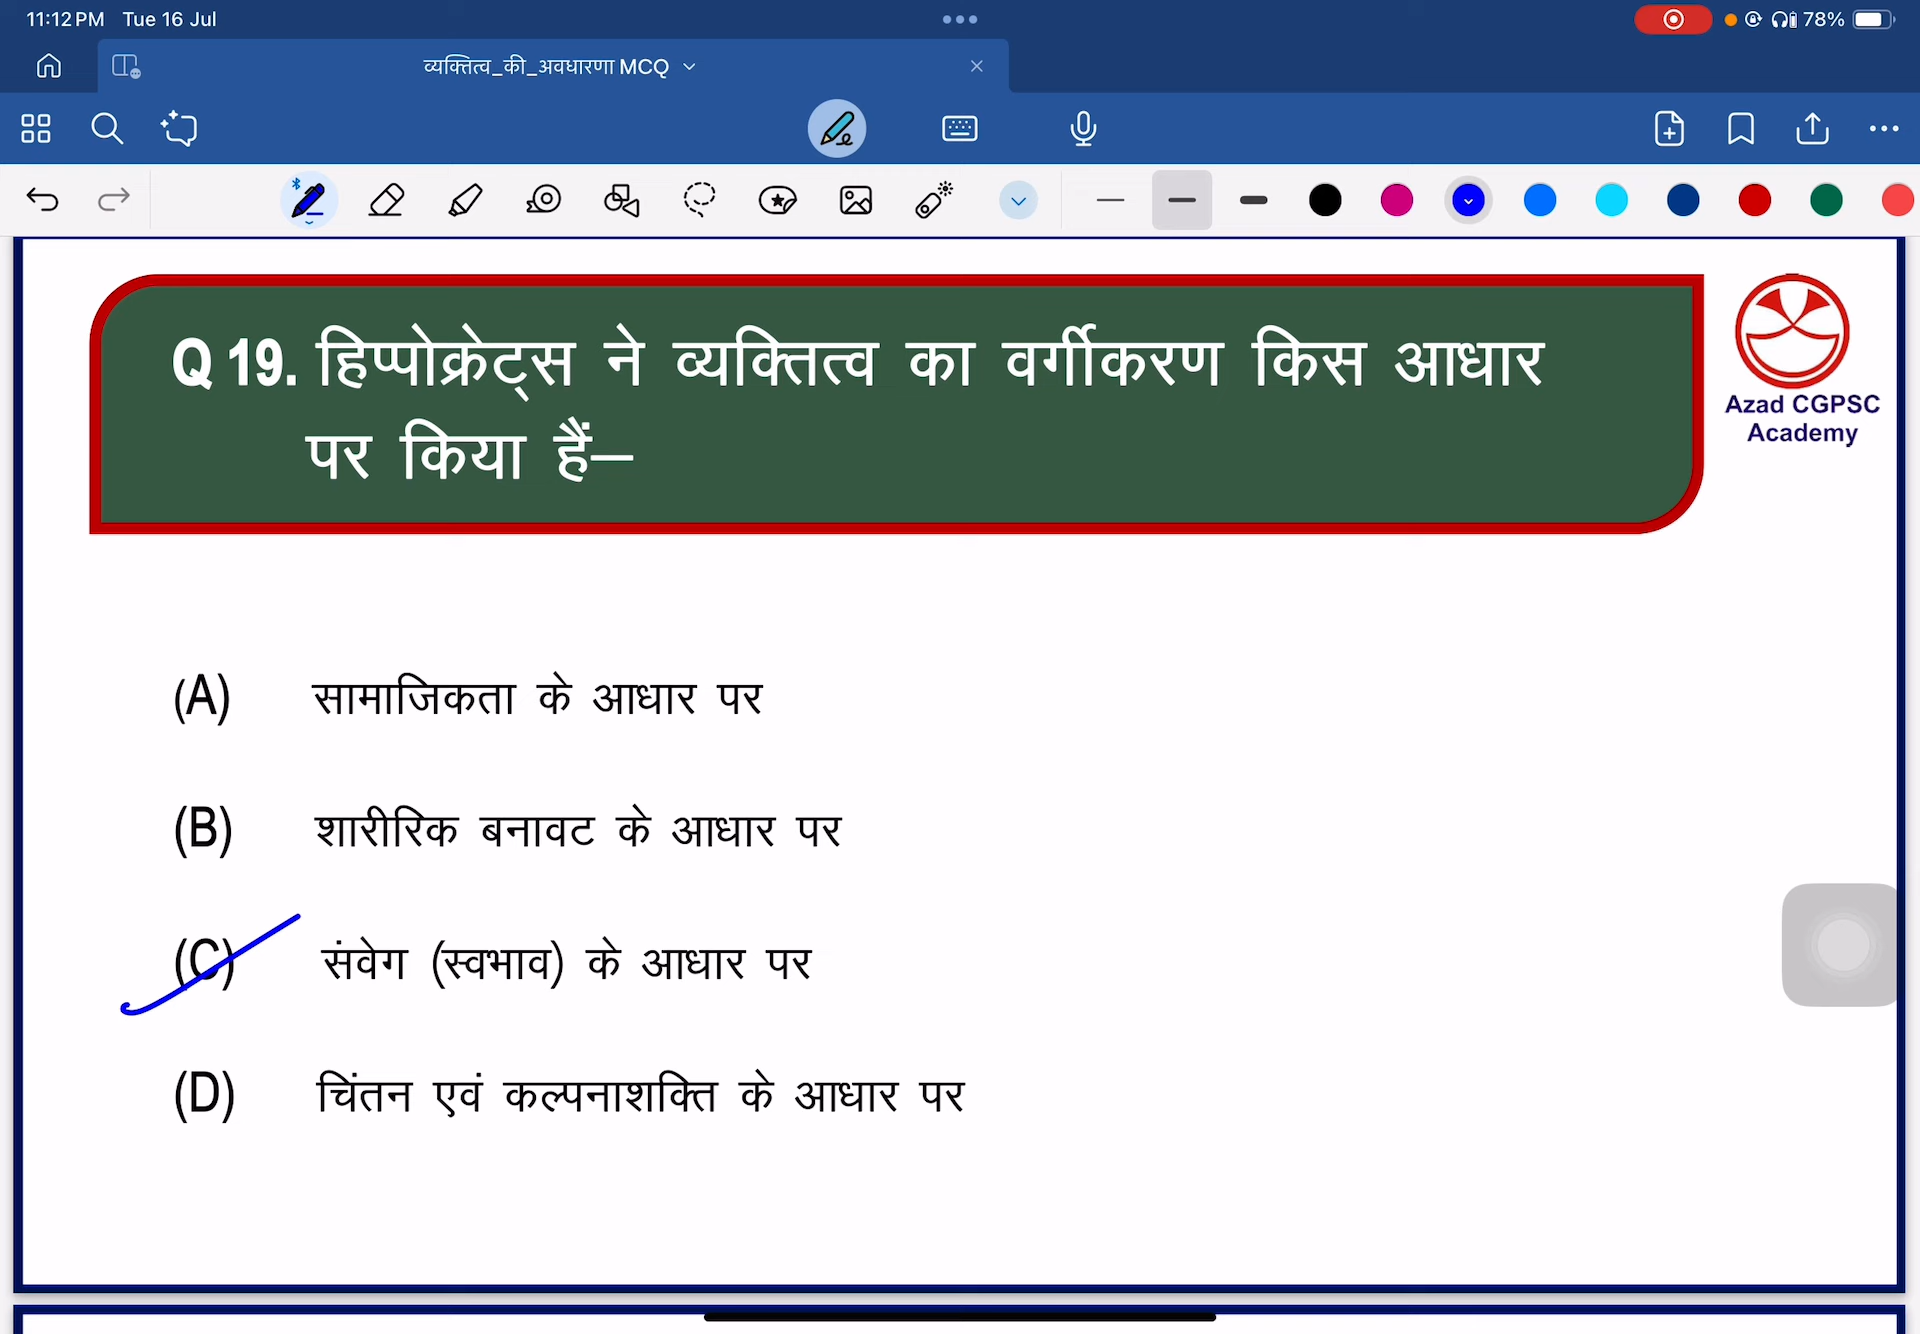 11:12 PM Tue 16 Jul
78%
व्यक्तित्व_की_अवधारणा MCQ
Q 19. हिप्पोक्रेट्स ने व्यक्तित्व का वर्गीकरण किस आधार
पर किया हैं–
Azad CGPSC
Academy
(A) सामाजिकता के आधार पर
(B) शारीरिक बनावट के आधार पर
(C) संवेग (स्वभाव) के आधार पर
(D) चिंतन एवं कल्पनाशक्ति के आधार पर